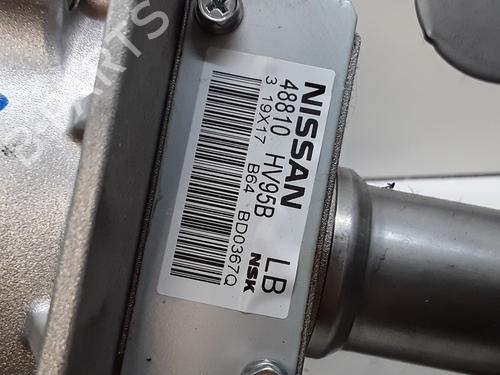 NISSAN
48810 HV95B LB
3 19X17 B64 BD0367Q NSK